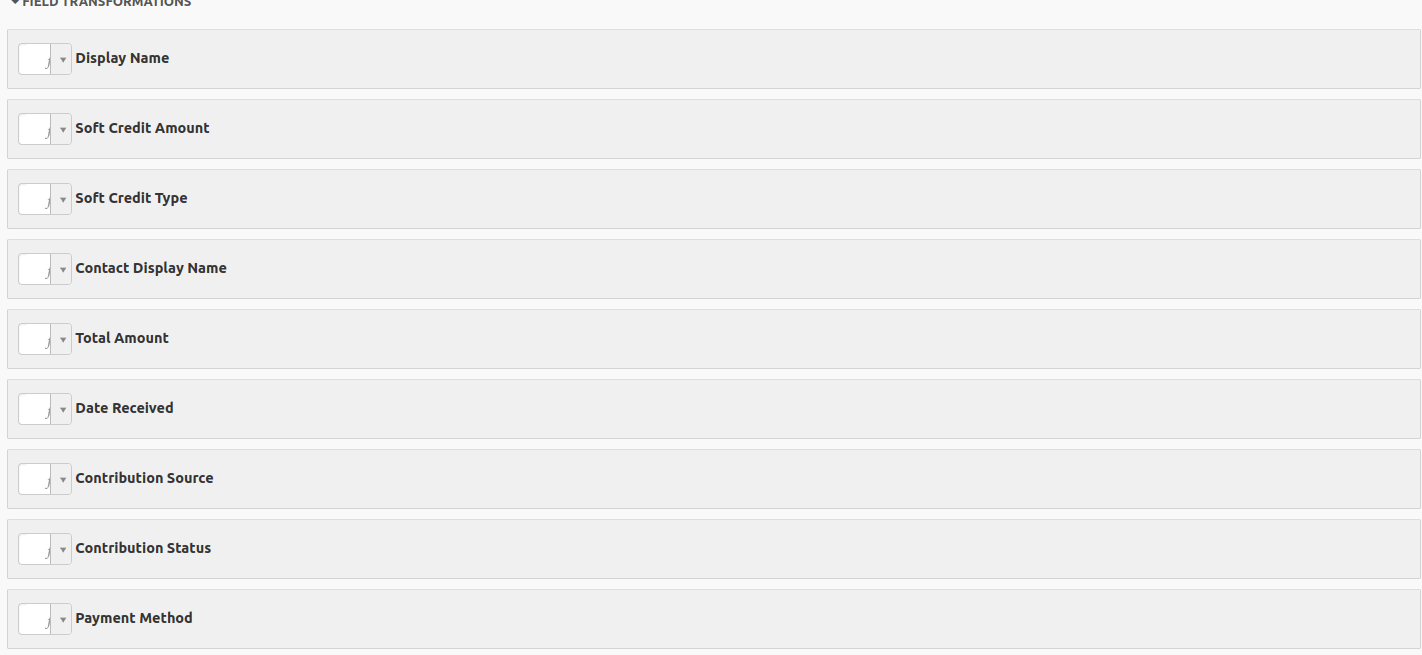 FIELD TRANSFORMATIONS
Display Name
Soft Credit Amount
Soft Credit Type
Contact Display Name
Total Amount
Date Received
Contribution Source
Contribution Status
Payment Method